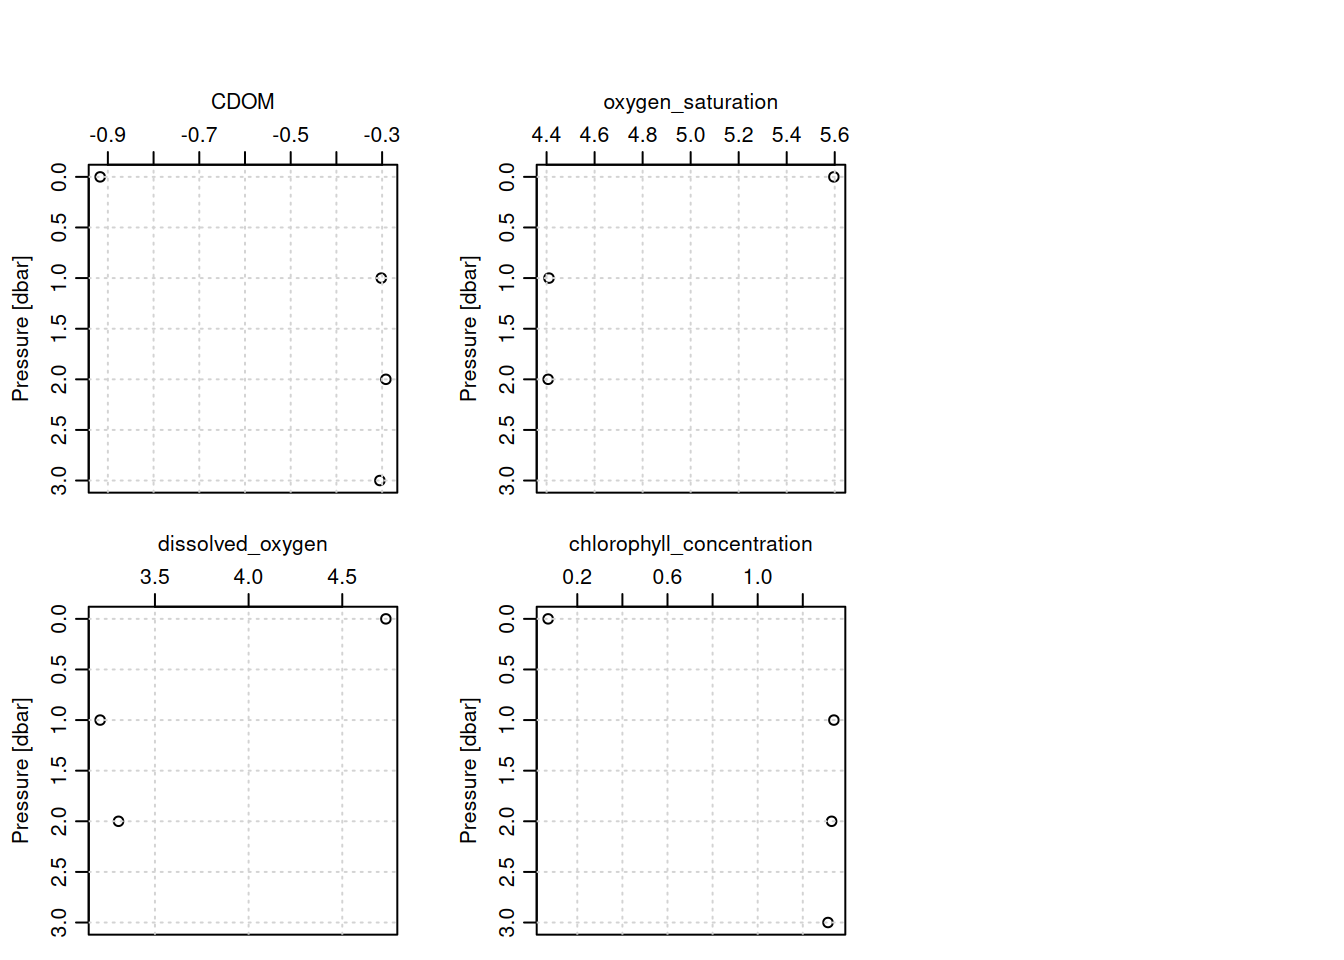 CDOM
-0.9 -0.7 -0.5 -0.3
Pressure [dbar]
0.0 0.5 1.0 1.5 2.0 2.5 3.0
oxygen_saturation
4.4 4.6 4.8 5.0 5.2 5.4 5.6
Pressure [dbar]
0.0 0.5 1.0 1.5 2.0 2.5 3.0
dissolved_oxygen
3.5 4.0 4.5
Pressure [dbar]
0.0 0.5 1.0 1.5 2.0 2.5 3.0
chlorophyll_concentration
0.2 0.6 1.0
Pressure [dbar]
0.0 0.5 1.0 1.5 2.0 2.5 3.0